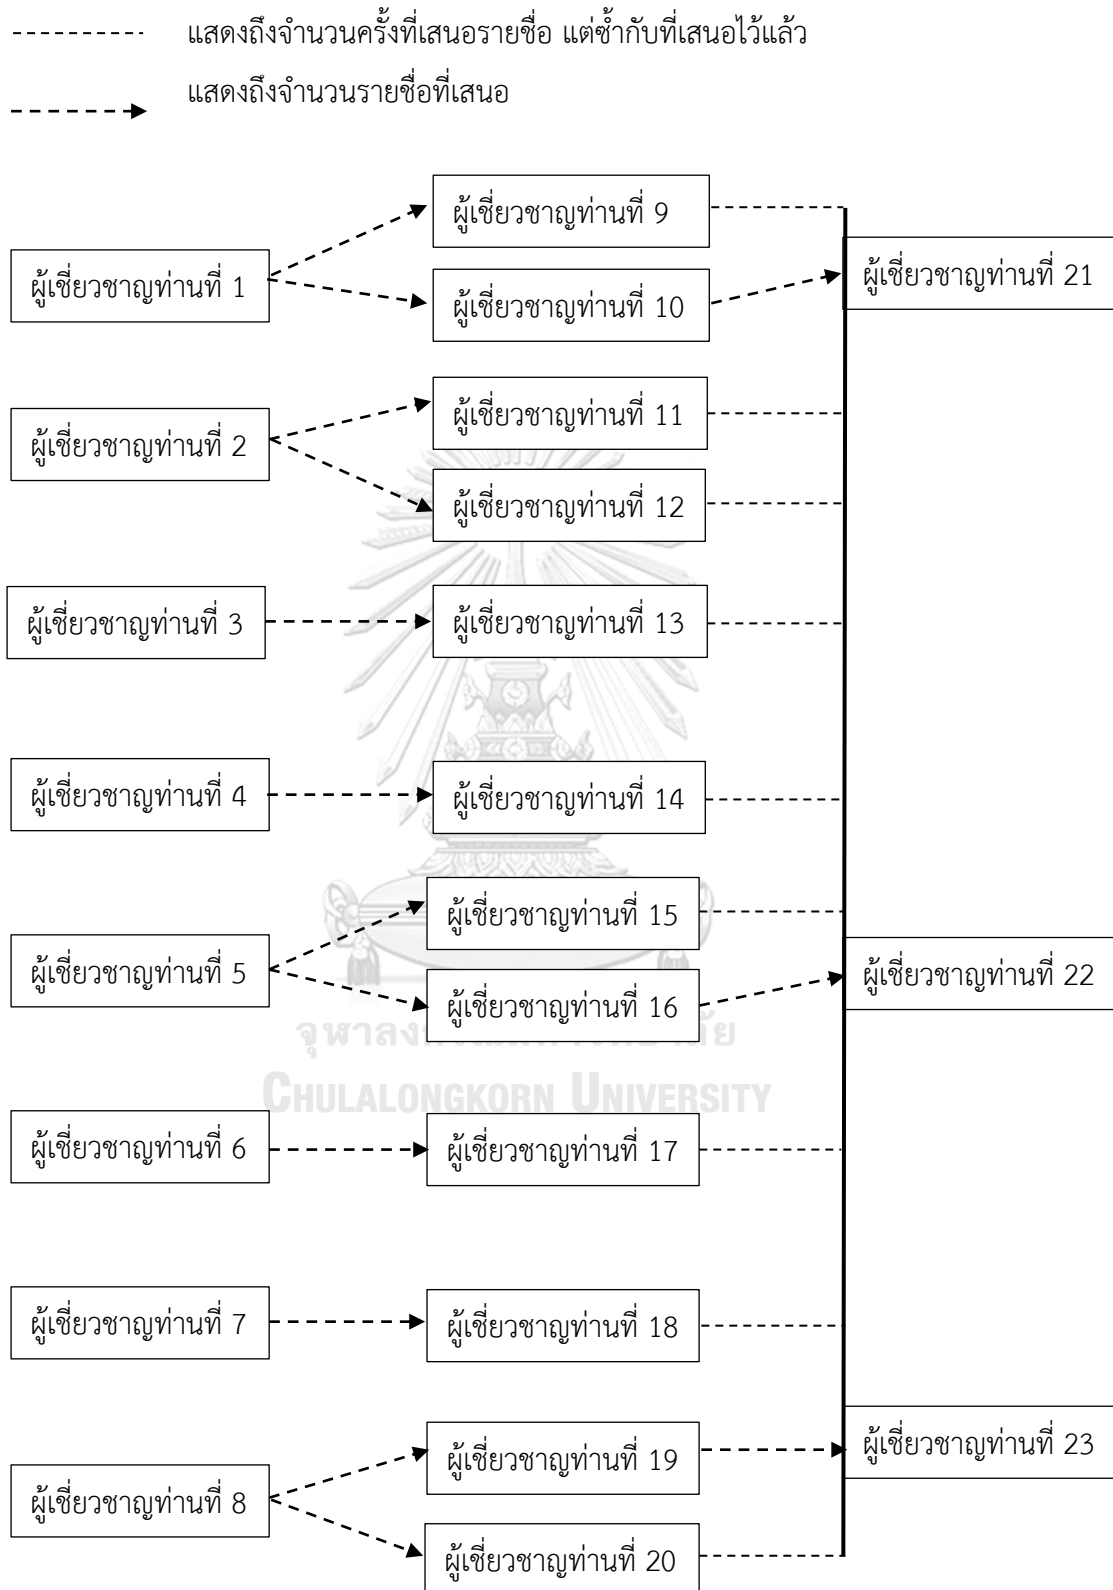 แสดงถึงจำนวนครั้งที่เสนอรายชื่อ แต่ซ้ำกับที่เสนอไว้แล้ว
แสดงถึงจำนวนรายชื่อที่เสนอ
ผู้เชี่ยวชาญท่านที่ 9
ผู้เชี่ยวชาญท่านที่ 21
ผู้เชี่ยวชาญท่านที่ 1
ผู้เชี่ยวชาญท่านที่ 10
ผู้เชี่ยวชาญท่านที่ 11
ผู้เชี่ยวชาญท่านที่ 2
ผู้เชี่ยวชาญท่านที่ 12
ผู้เชี่ยวชาญท่านที่ 3
ผู้เชี่ยวชาญท่านที่ 13
ผู้เชี่ยวชาญท่านที่ 4
ผู้เชี่ยวชาญท่านที่ 14
ผู้เชี่ยวชาญท่านที่ 15
ผู้เชี่ยวชาญท่านที่ 5
ผู้เชี่ยวชาญท่านที่ 22
ผู้เชี่ยวชาญท่านที่ 16
จุฬาลงกรณ์มหาวิทยาลัย
CHULALONGKORN UNIVERSITY
ผู้เชี่ยวชาญท่านที่ 6
ผู้เชี่ยวชาญท่านที่ 17
ผู้เชี่ยวชาญท่านที่ 7
ผู้เชี่ยวชาญท่านที่ 18
ผู้เชี่ยวชาญท่านที่ 19
ผู้เชี่ยวชาญท่านที่ 23
ผู้เชี่ยวชาญท่านที่ 8
ผู้เชี่ยวชาญท่านที่ 20